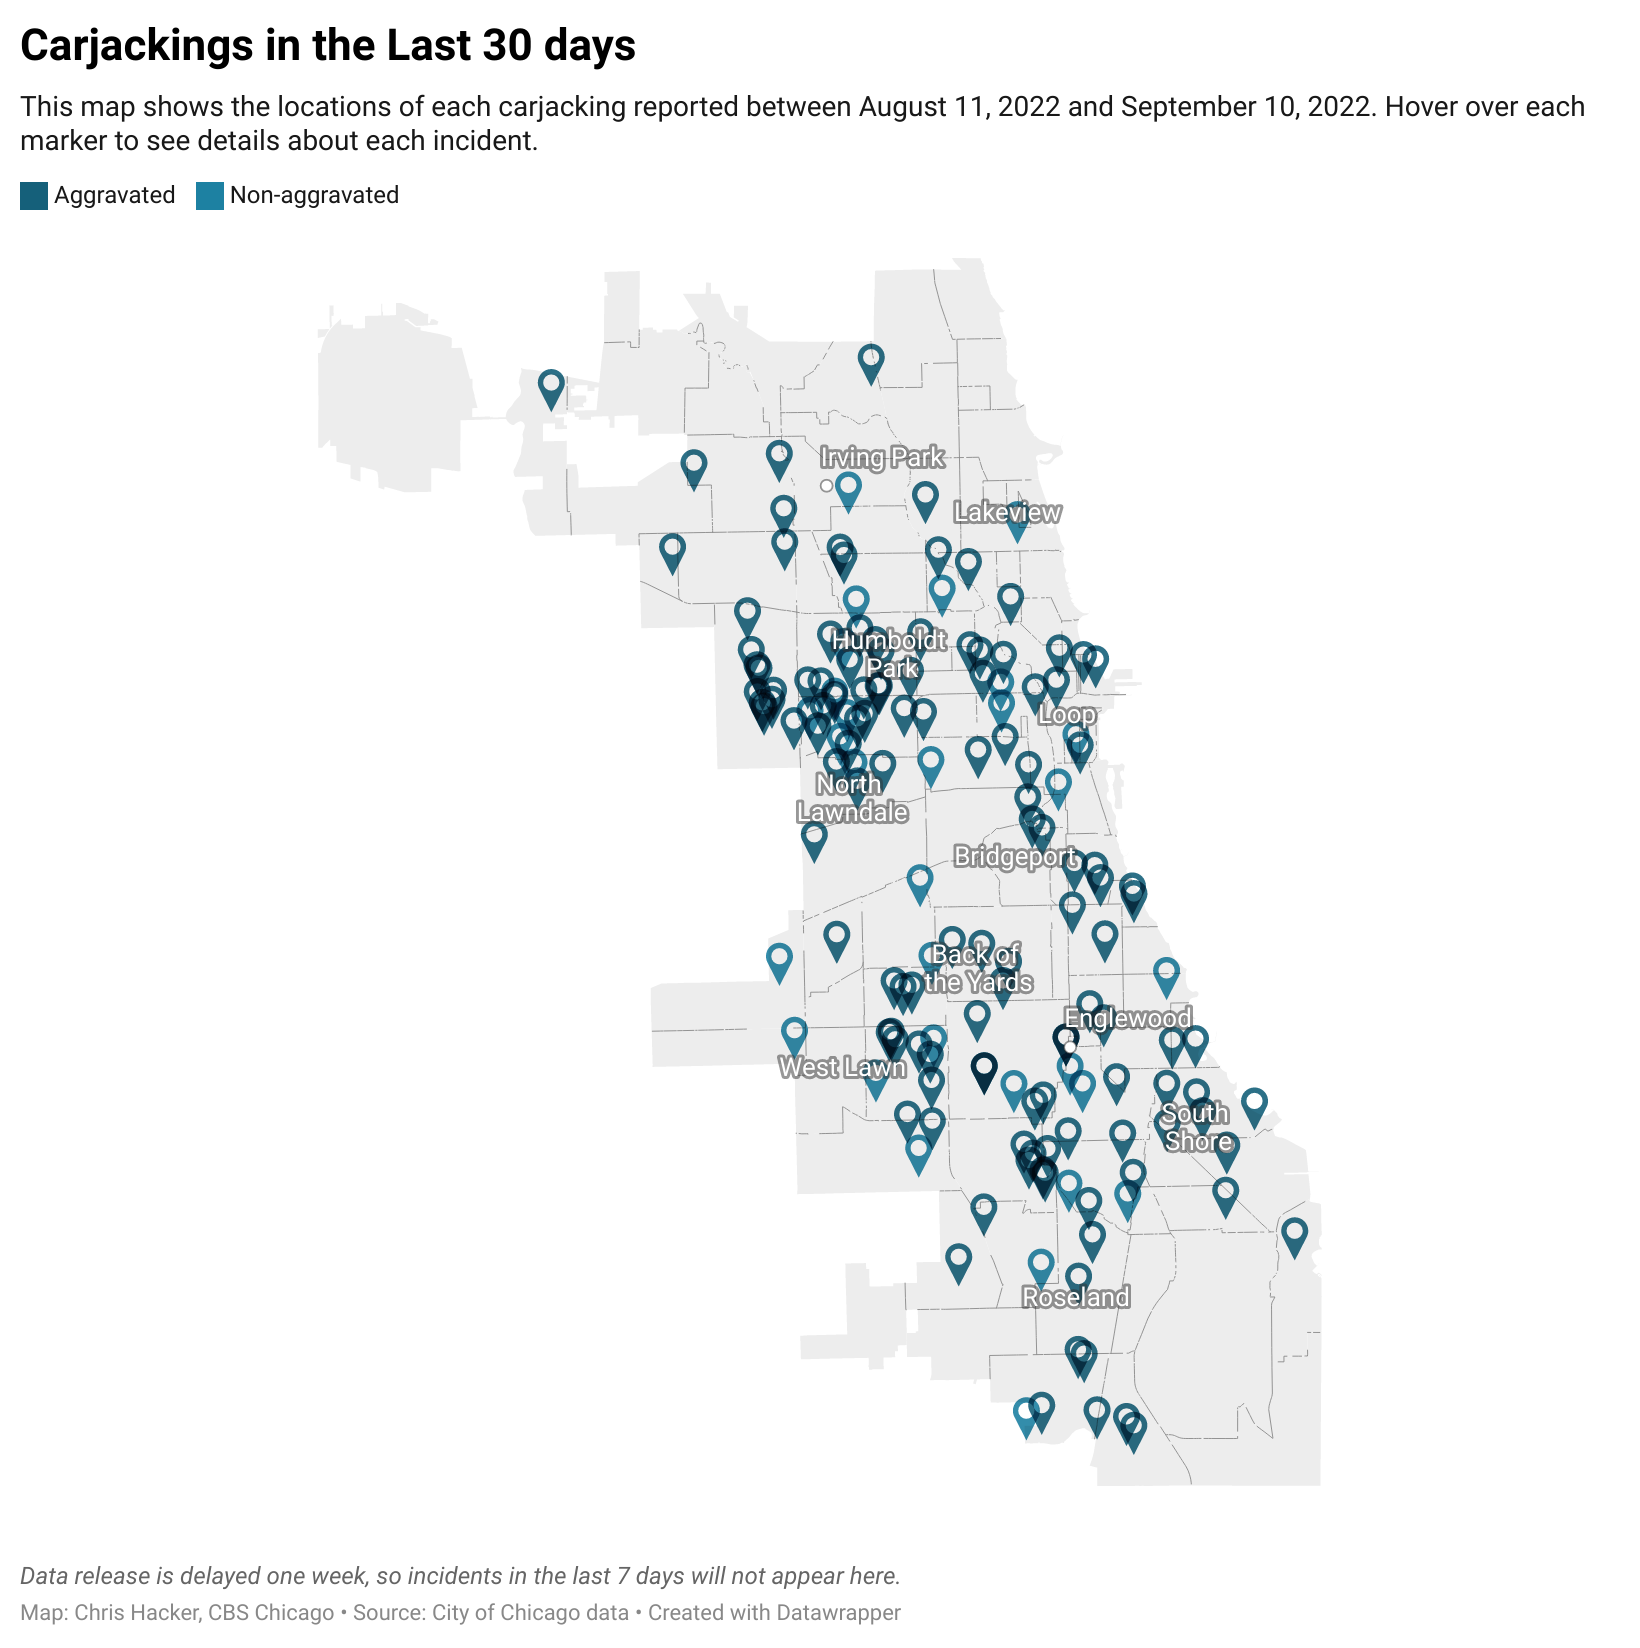 Carjackings in the Last 30 days
This map shows the locations of each carjacking reported between August 11, 2022 and September 10, 2022. Hover over each
marker to see details about each incident.
Aggravated
Non-aggravated
Irving Park
Lakeview
Humboldt
Park
Loop
North
Lawndale
Bridgeport
Back of
the Yards
Englewood
West Lawn
South
Shore
Roseland
Data release is delayed one week, so incidents in the last 7 days will not appear here.
Map: Chris Hacker, CBS Chicago • Source: City of Chicago data • Created with Datawrapper